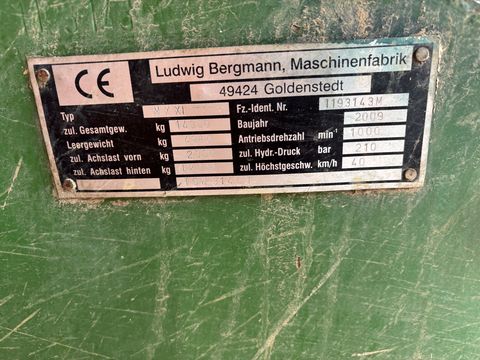 CE
Ludwig Bergmann, Maschinenfabrik
49424 Goldenstedt
Typ
zul. Gesamtgew. kg
Leergewicht kg
zul. Achslast vorn kg
zul. Achslast hinten kg
Fz.-Ident. Nr. 1193143M
Baujahr 2009
Antriebsdrehzahl min⁻¹ 1000
zul. Hydr.-Druck bar 210
zul. Höchstgeschw. km/h 40